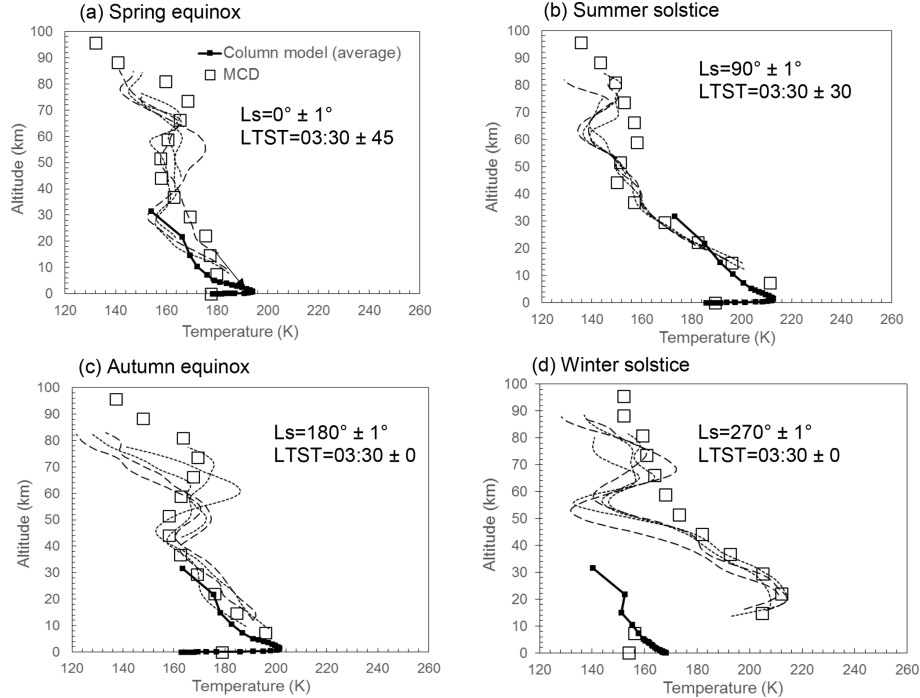 (a) Spring equinox
100
90
80
70
60
50
40
30
20
10
0
Altitude (km)
Column model (average)
MCD
Ls=0° ± 1°
LTST=03:30 ± 45
120 140 160 180 200 220 240 260
Temperature (K)
(b) Summer solstice
100
90
80
70
60
50
40
30
20
10
0
Altitude (km)
Ls=90° ± 1°
LTST=03:30 ± 30
120 140 160 180 200 220 240 260
Temperature (K)
(c) Autumn equinox
100
90
80
70
60
50
40
30
20
10
0
Altitude (km)
Ls=180° ± 1°
LTST=03:30 ± 0
120 140 160 180 200 220 240 260
Temperature (K)
(d) Winter solstice
100
90
80
70
60
50
40
30
20
10
0
Altitude (km)
Ls=270° ± 1°
LTST=03:30 ± 0
120 140 160 180 200 220 240 260
Temperature (K)